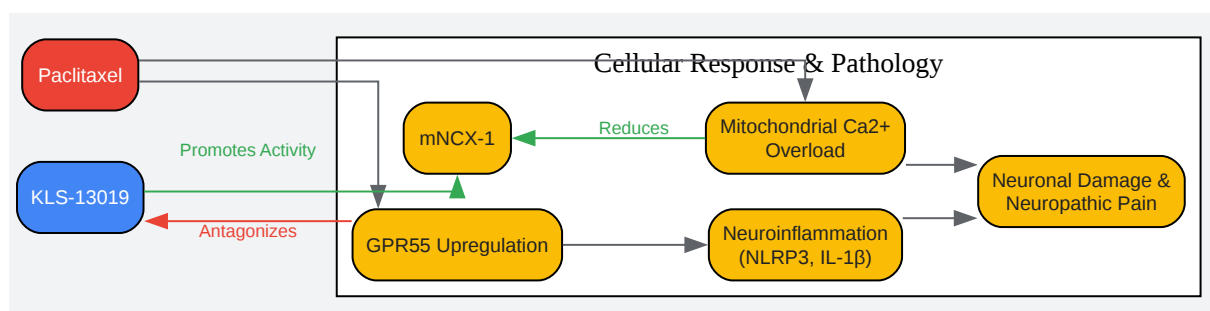 Cellular Response & Pathology
Paclitaxel
mNCX-1
Reduces
Mitochondrial Ca2+
Overload
Promotes Activity
KLS-13019
Antagonizes
GPR55 Upregulation
Neuroinflammation
(NLRP3, IL-1β)
Neuronal Damage &
Neuropathic Pain